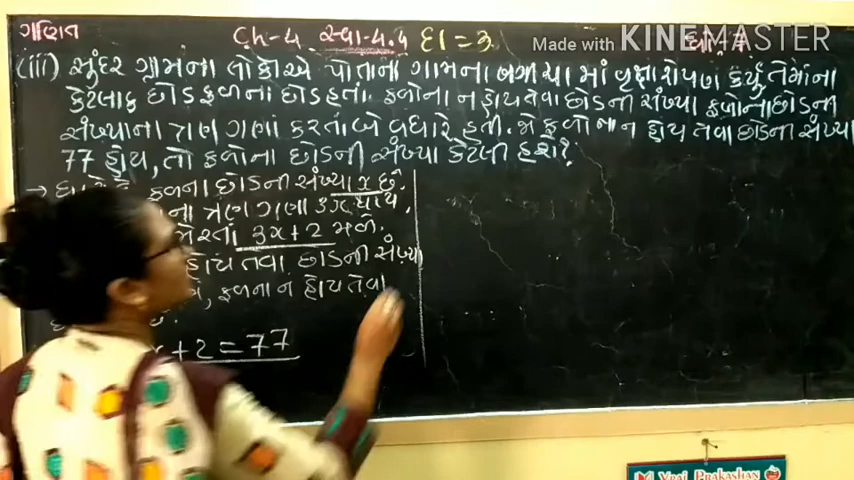 ગણિત
Ch-4 સ્વા-4.4 દા = 3
Made with KINEMASTER
(iii) સુંદર ગ્રામના લોકોએ પોતાના ગામના બગીચા માં વૃક્ષારોપણ કર્યું તેમાના
કેટલાક છોડ ફળના છોડ હતા. ફળોના ન હોય તેવા છોડની સંખ્યા ફળોના છોડની
સંખ્યાના ત્રણ ગણા કરતાં બે વધારે હતી. જો ફળોના ન હોય તેવા છોડની સંખ્યા
77 હોય, તો ફળોના છોડની સંખ્યા કેટલી હશે?
→ ફળના છોડની સંખ્યા x છે.
ત્રણ ગણા 3x થાય.
3x+2 મળે.
તેવા છોડની સંખ્યા
ફળના ન હોય તેવા
+ 2 = 77
Vraj Prakashan